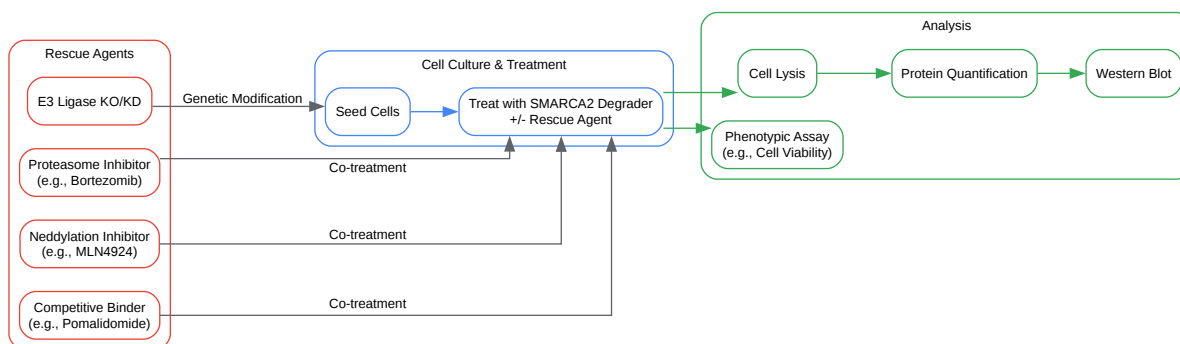 Rescue Agents
E3 Ligase KO/KD
Proteasome Inhibitor
(e.g., Bortezomib)
Neddylation Inhibitor
(e.g., MLN4924)
Competitive Binder
(e.g., Pomalidomide)
Genetic Modification
Co-treatment
Co-treatment
Co-treatment
Cell Culture & Treatment
Seed Cells
Treat with SMARCA2 Degrader
+/- Rescue Agent
Analysis
Cell Lysis
Protein Quantification
Western Blot
Phenotypic Assay
(e.g., Cell Viability)